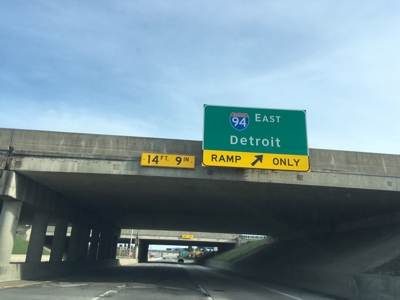 94 EAST
Detroit
14 FT. 9 IN
RAMP ONLY